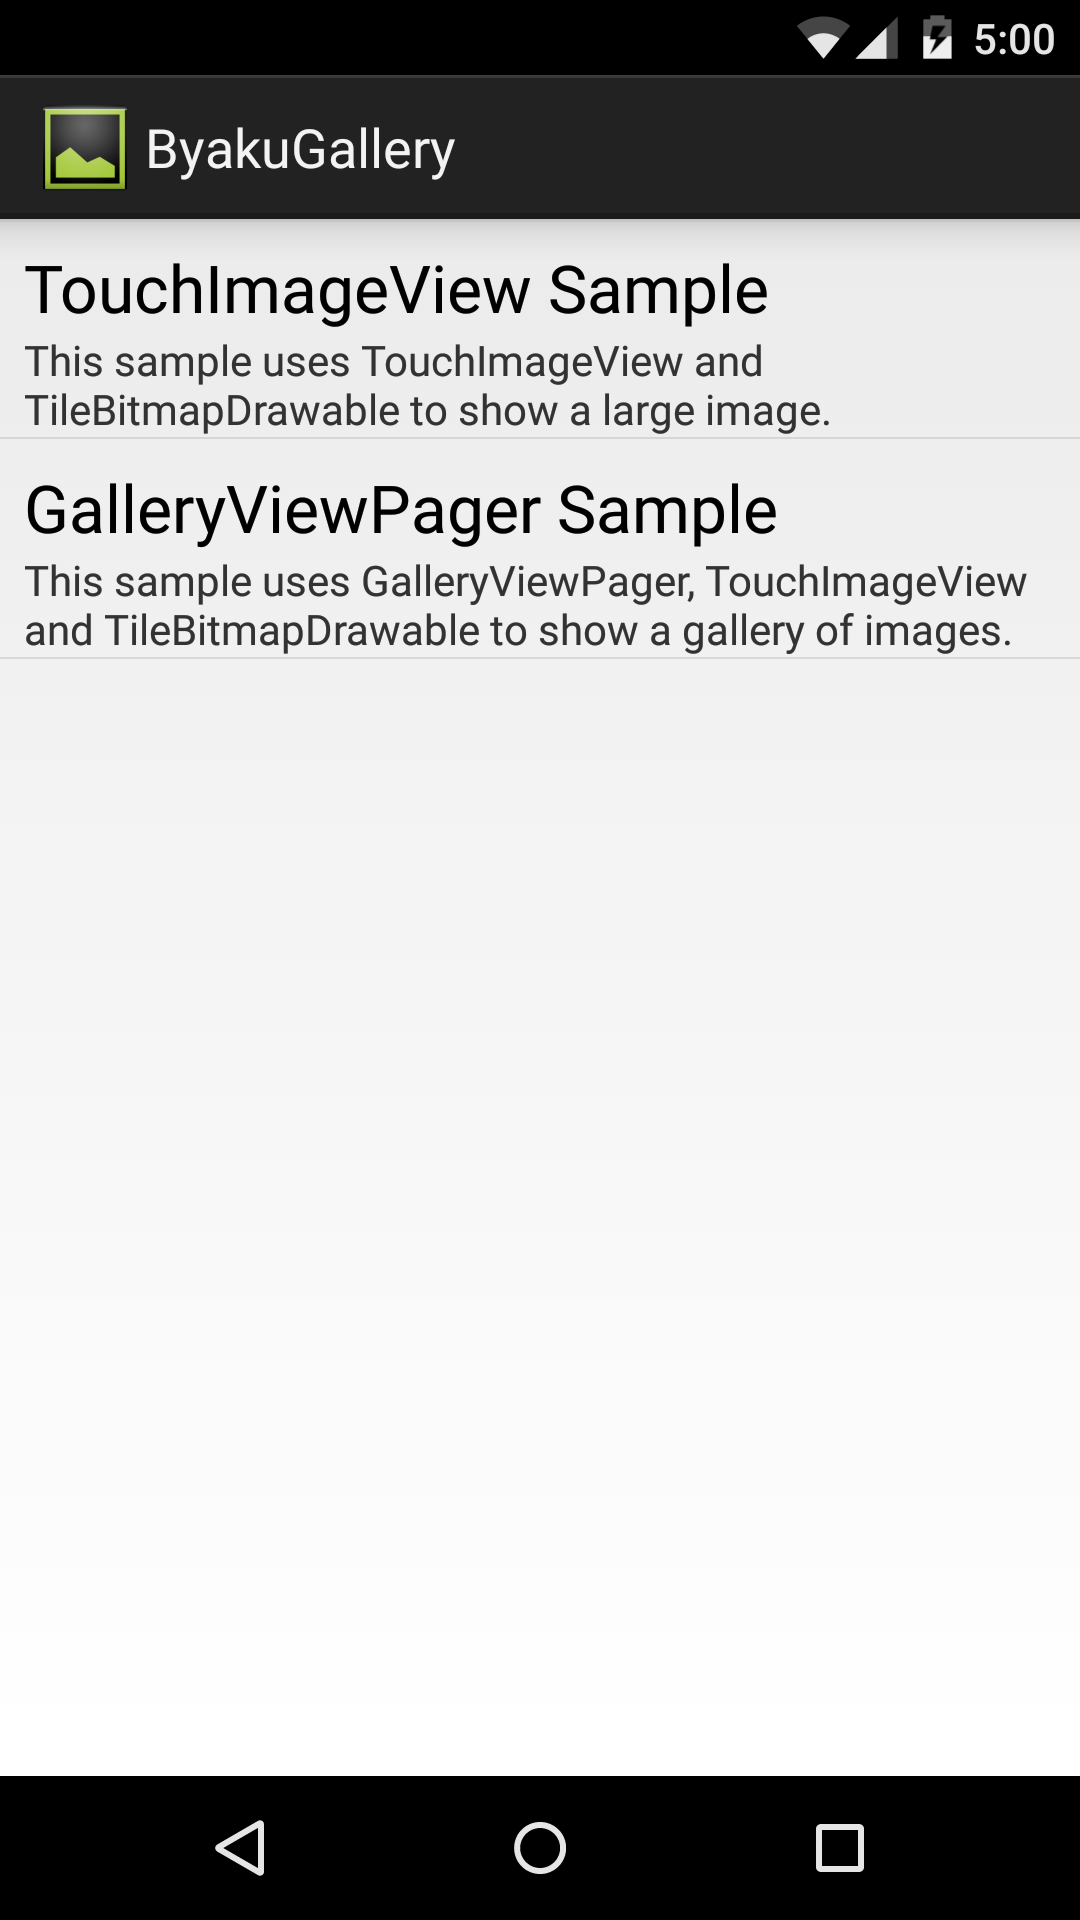 5:00
ByakuGallery
TouchImageView Sample
This sample uses TouchImageView and
TileBitmapDrawable to show a large image.
GalleryViewPager Sample
This sample uses GalleryViewPager, TouchImageView
and TileBitmapDrawable to show a gallery of images.